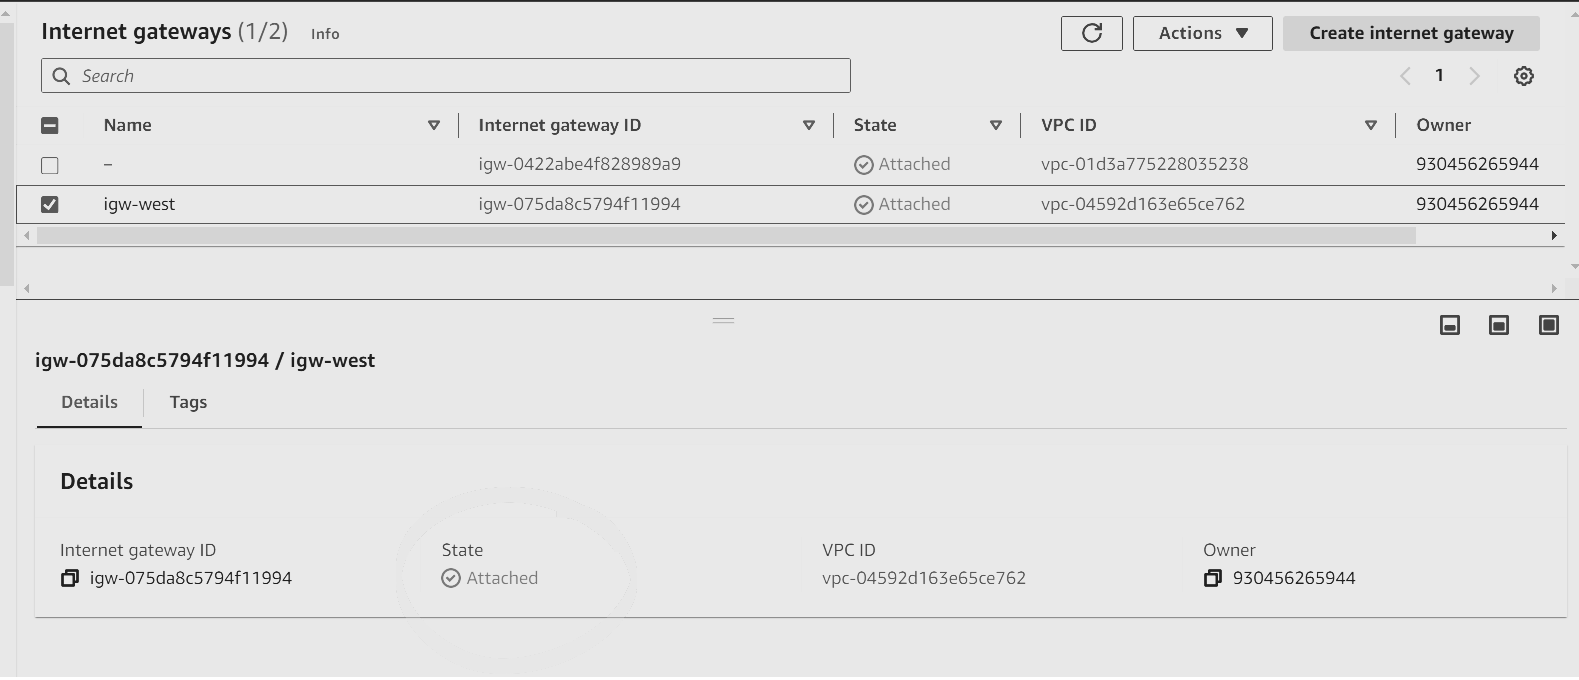 Internet gateways (1/2) Info Actions Create internet gateway
Search 1
Name Internet gateway ID State VPC ID Owner
– igw-0422abe4f828989a9 Attached vpc-01d3a775228035238 930456265944
igw-west igw-075da8c5794f11994 Attached vpc-04592d163e65ce762 930456265944
igw-075da8c5794f11994 / igw-west
Details Tags
Details
Internet gateway ID State VPC ID Owner
igw-075da8c5794f11994 Attached vpc-04592d163e65ce762 930456265944